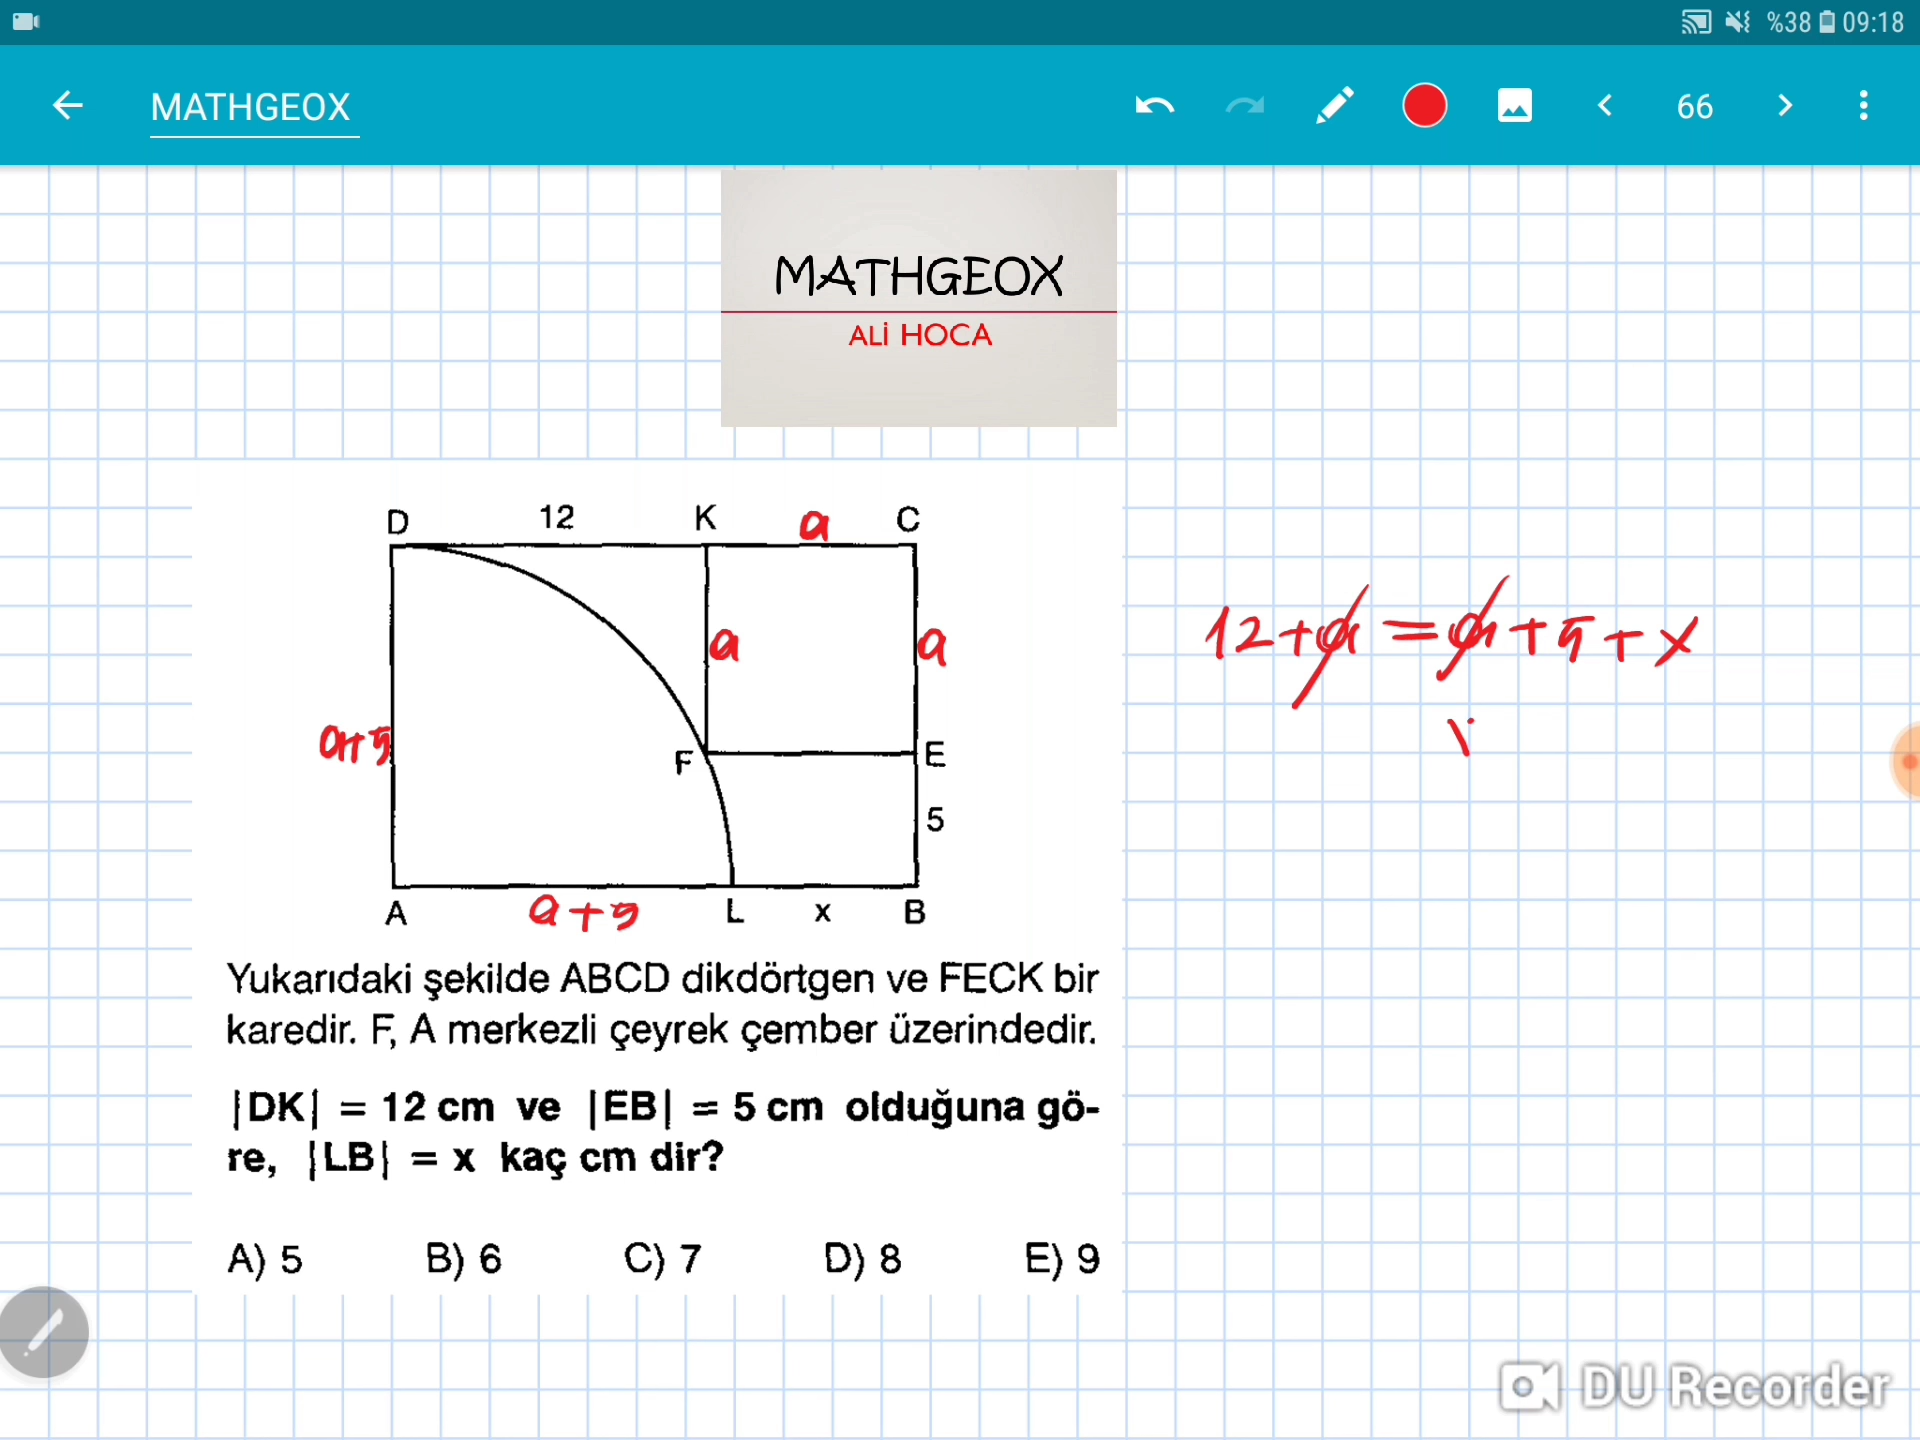 %38 09:18
MATHGEOX
66
MATHGEOX
ALİ HOCA
D 12 K a C
a a
a+5
F E
5
A a+5 L x B
12+a = a+5+x
Yukarıdaki şekilde ABCD dikdörtgen ve FECK bir
karedir. F, A merkezli çeyrek çember üzerindedir.
|DK| = 12 cm ve |EB| = 5 cm olduğuna gö-
re, |LB| = x kaç cm dir?
A) 5 B) 6 C) 7 D) 8 E) 9
DU Recorder